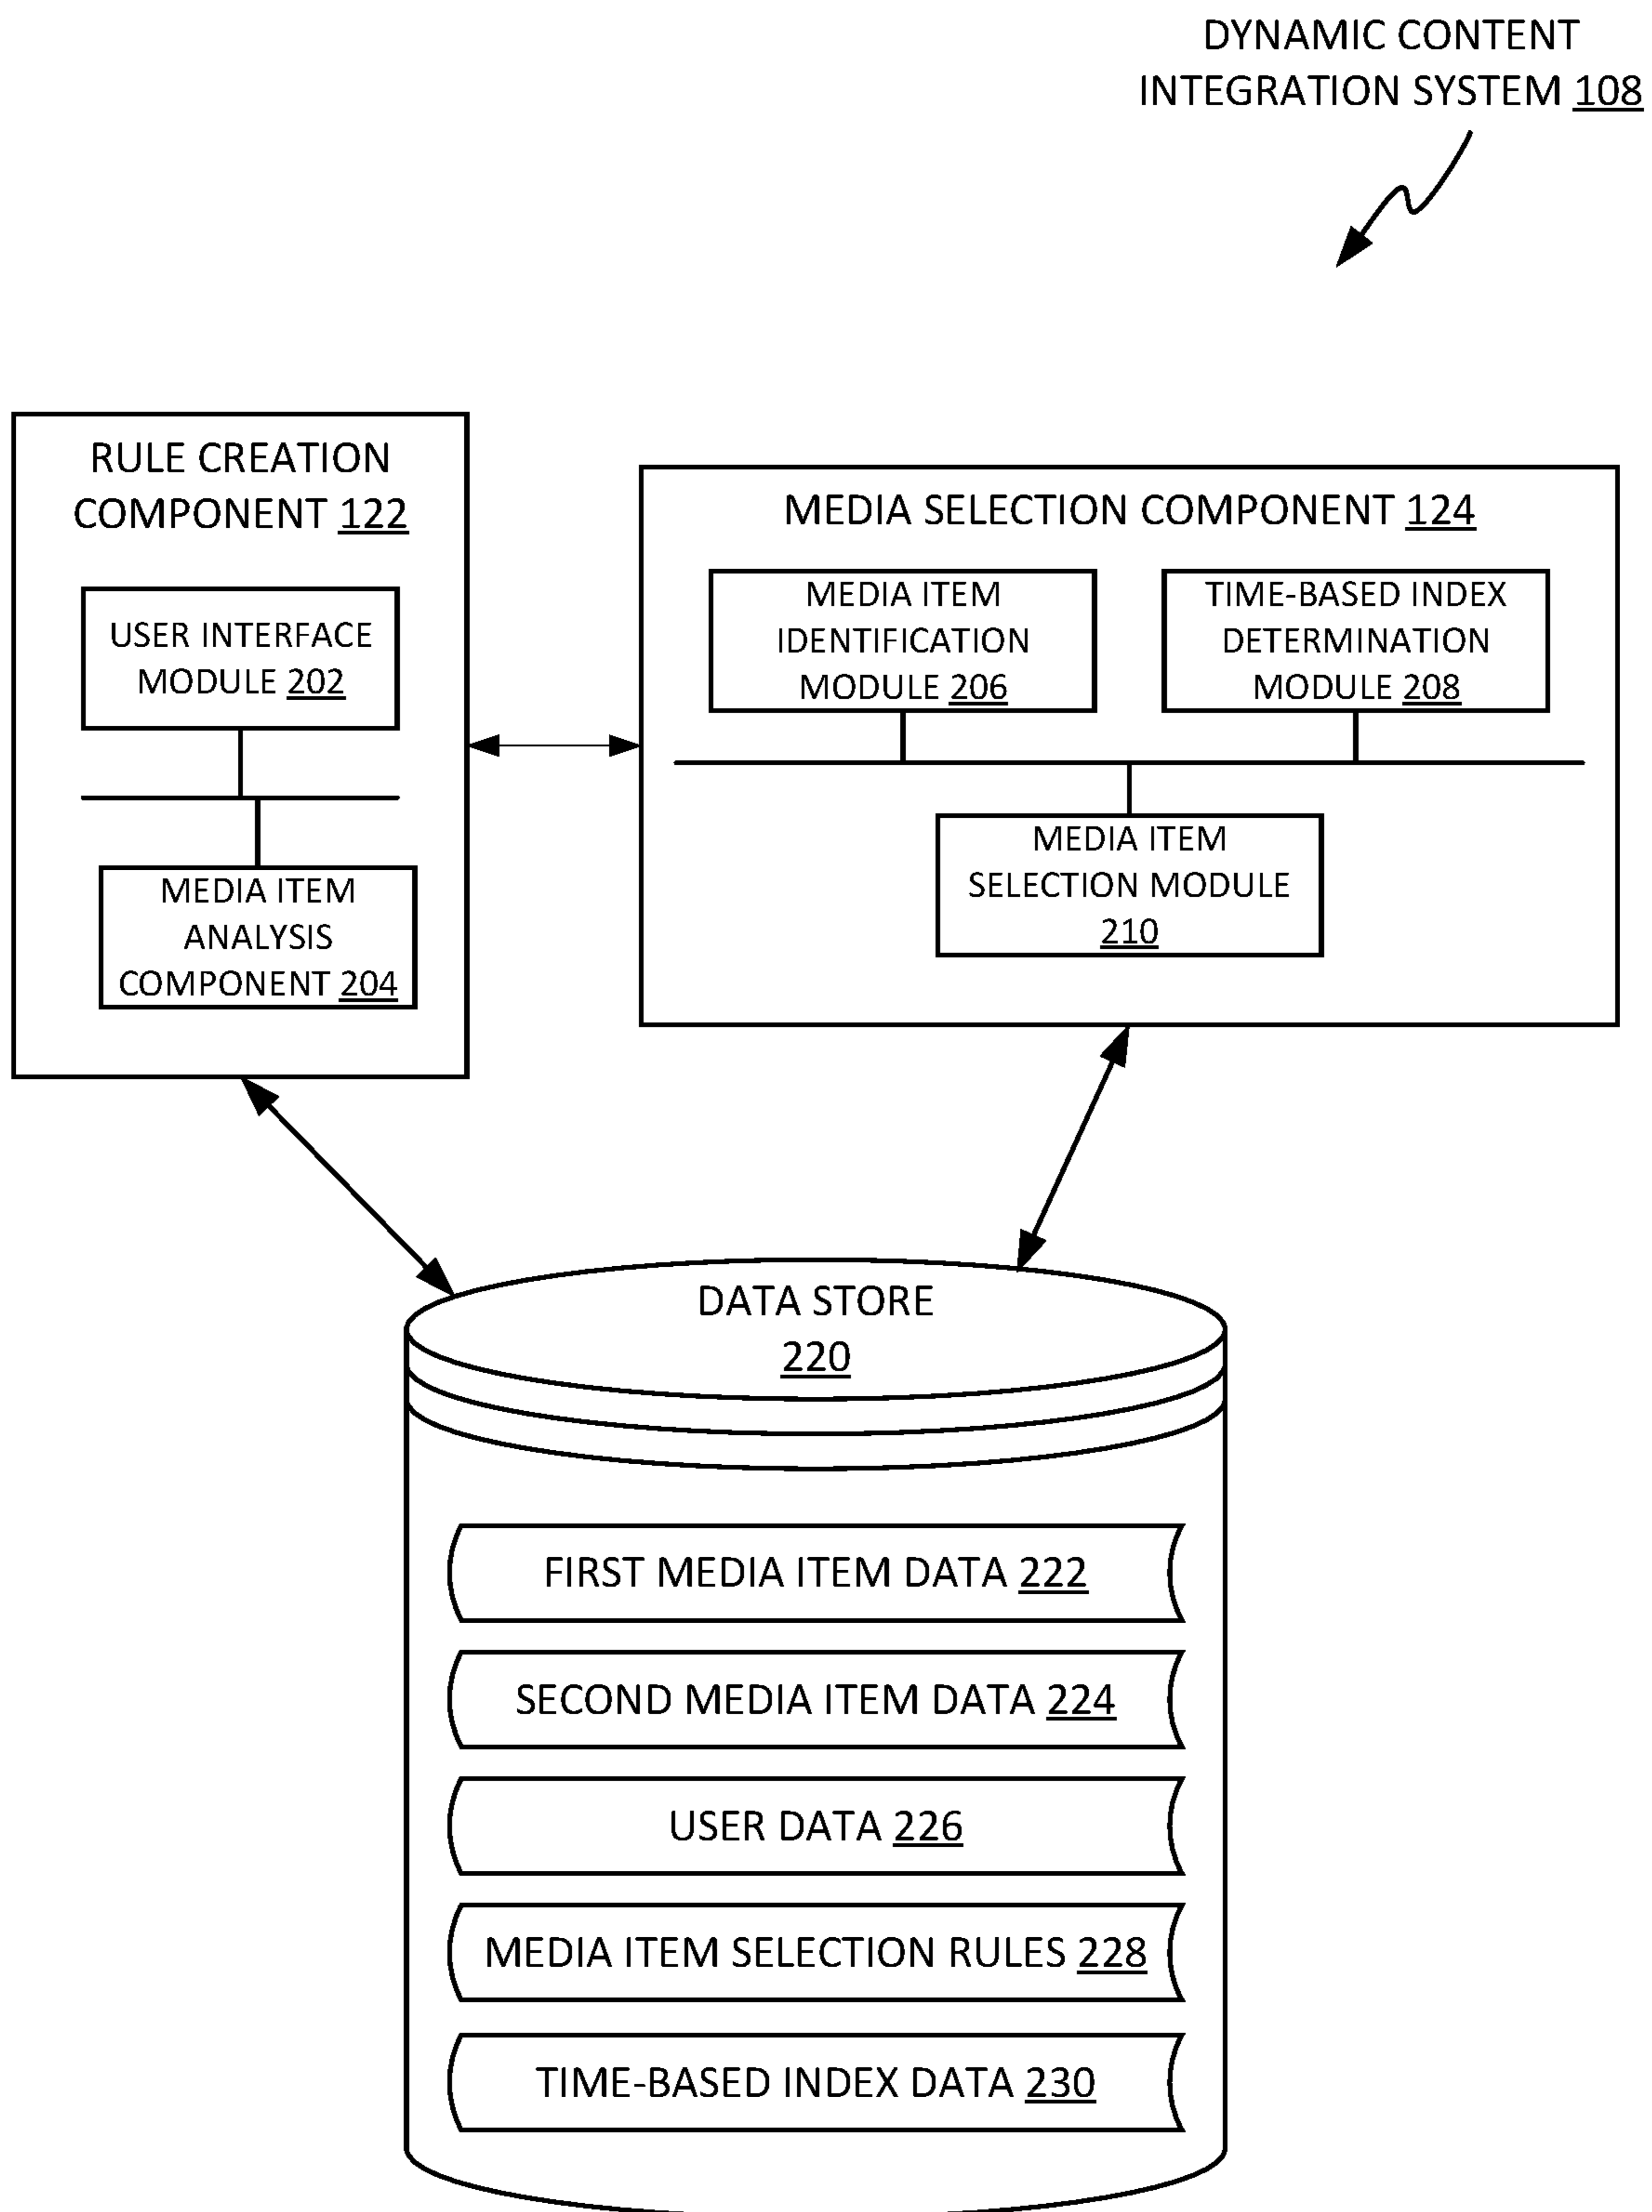 DYNAMIC CONTENT
INTEGRATION SYSTEM 108
RULE CREATION
COMPONENT 122
USER INTERFACE
MODULE 202
MEDIA ITEM
ANALYSIS
COMPONENT 204
MEDIA SELECTION COMPONENT 124
MEDIA ITEM
IDENTIFICATION
MODULE 206
TIME-BASED INDEX
DETERMINATION
MODULE 208
MEDIA ITEM
SELECTION MODULE
210
DATA STORE
220
FIRST MEDIA ITEM DATA 222
SECOND MEDIA ITEM DATA 224
USER DATA 226
MEDIA ITEM SELECTION RULES 228
TIME-BASED INDEX DATA 230